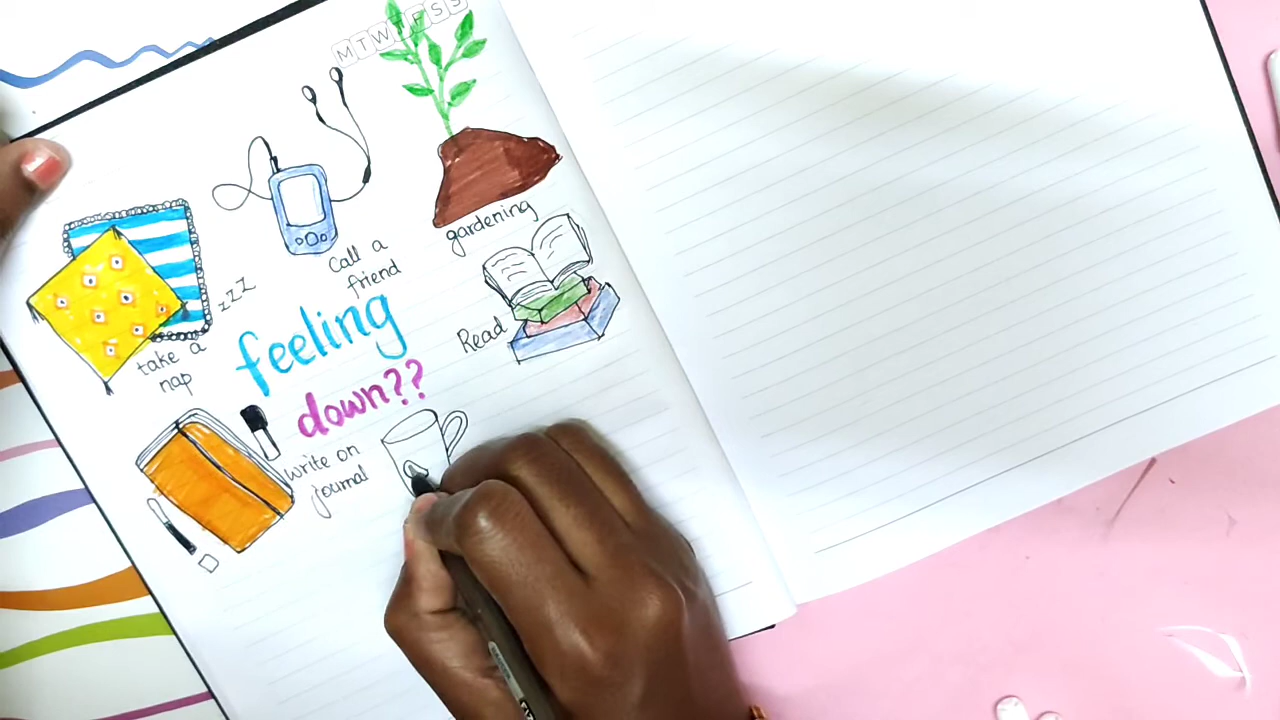 M T W T F S S
gardening
Call a
friend
zzz
take a
nap
feeling
down??
Read
write on
journal